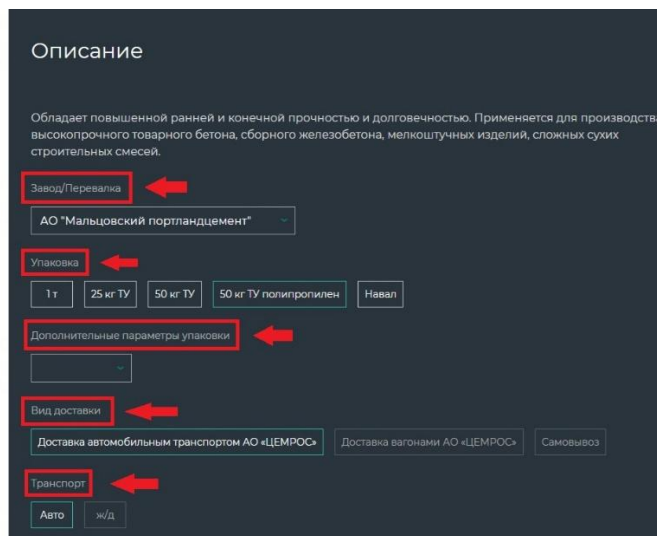 Описание
Обладает повышенной ранней и конечной прочностью и долговечностью. Применяется для производства
высокопрочного товарного бетона, сборного железобетона, мелкоштучных изделий, сложных сухих
строительных смесей.
Завод/Перевалка
АО "Мальцовский портландцемент"
Упаковка
1 т 25 кг ТУ 50 кг ТУ 50 кг ТУ полипропилен Навал
Дополнительные параметры упаковки
Вид доставки
Доставка автомобильным транспортом АО «ЦЕМРОС» Доставка вагонами АО «ЦЕМРОС» Самовывоз
Транспорт
Авто ж/д